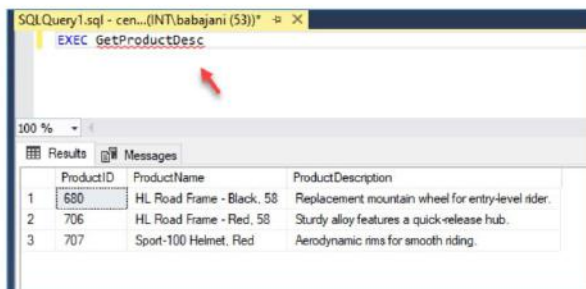 SQLQuery1.sql - cen...(INT\babajani (53))*
EXEC GetProductDesc
100 %
Results Messages
ProductID ProductName ProductDescription
1 680 HL Road Frame - Black, 58 Replacement mountain wheel for entry-level rider.
2 706 HL Road Frame - Red, 58 Sturdy alloy features a quick-release hub.
3 707 Sport-100 Helmet, Red Aerodynamic rims for smooth riding.